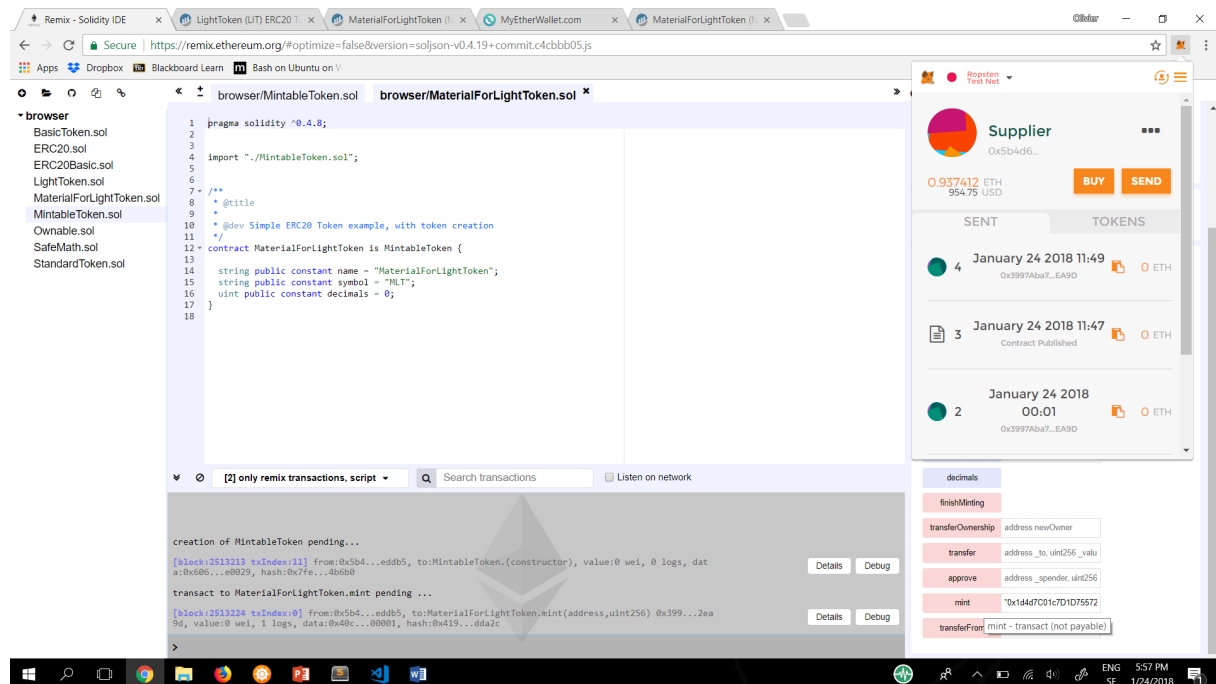 Remix - Solidity IDE
LightToken (LIT) ERC20 T
MaterialForLightToken (
MyEtherWallet.com
MaterialForLightToken (
Olivier
Secure | https://remix.ethereum.org/#optimize=false&version=soljson-v0.4.19+commit.c4cbbb05.js
Apps Dropbox Blackboard Learn Bash on Ubuntu on
browser
BasicToken.sol
ERC20.sol
ERC20Basic.sol
LightToken.sol
MaterialForLightToken.sol
MintableToken.sol
Ownable.sol
SafeMath.sol
StandardToken.sol
browser/MintableToken.sol browser/MaterialForLightToken.sol
1 pragma solidity ^0.4.8;
2
3
4 import "./MintableToken.sol";
5
6
7 /**
8 * @title
9 *
10 * @dev Simple ERC20 Token example, with token creation
11 */
12 contract MaterialForLightToken is MintableToken {
13
14 string public constant name = "MaterialForLightToken";
15 string public constant symbol = "MLT";
16 uint public constant decimals = 0;
17 }
18
[2] only remix transactions, script
Search transactions
Listen on network
creation of MintableToken pending...
[block:2513213 txIndex:11] from:0x5b4...eddb5, to:MintableToken.(constructor), value:0 wei, 0 logs, dat
a:0x606...e0029, hash:0x7fe...4b6b0
Details Debug
transact to MaterialForLightToken.mint pending ...
[block:2513224 txIndex:0] from:0x5b4...eddb5, to:MaterialForLightToken.mint(address,uint256) 0x399...2ea
9d, value:0 wei, 1 logs, data:0x40c...00001, hash:0x419...dda2c
Details Debug
>
Ropsten
Test Net
Supplier
0x5b4d6...
0.937412 ETH
954.75 USD
BUY SEND
SENT TOKENS
4 January 24 2018 11:49 0 ETH
0x3997Aba7...EA9D
3 January 24 2018 11:47 0 ETH
Contract Published
2 January 24 2018
00:01 0 ETH
0x3997Aba7...EA9D
decimals
finishMinting
transferOwnership address newOwner
transfer address _to, uint256 _valu
approve address _spender, uint256
mint "0x1d4d7C01c7D1D75572
transferFrom
mint - transact (not payable)
ENG 5:57 PM
SF 1/24/2018